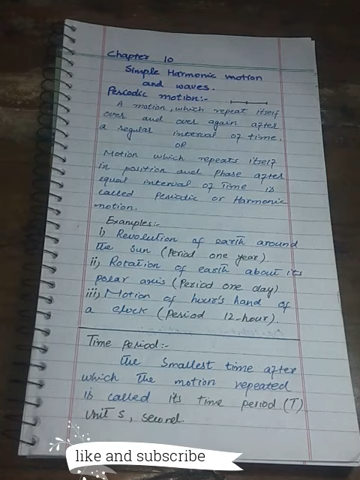 Chapter 10
Simple Harmonic motion
and waves.
Periodic motion:-
A motion, which repeat itself
over and over again after
a regular interval of time.
OR
Motion which repeats itself
in position and phase after
equal interval of Time is
called Periodic or Harmonic
motion.
Examples:-
i) Revolution of earth around
the sun (Period one year).
ii) Rotation of earth about its
polar axis (Period one day)
iii) Motion of hour's hand of
a clock (Period 12-hour).
Time Period:-
The smallest time after
which the motion repeated
is called its time period (T)
Unit s, second.
like and subscribe